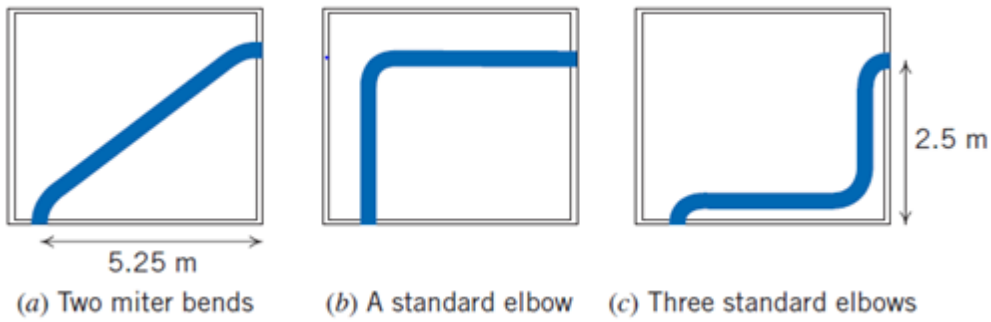 2.5 m
5.25 m
(a) Two miter bends
(b) A standard elbow
(c) Three standard elbows